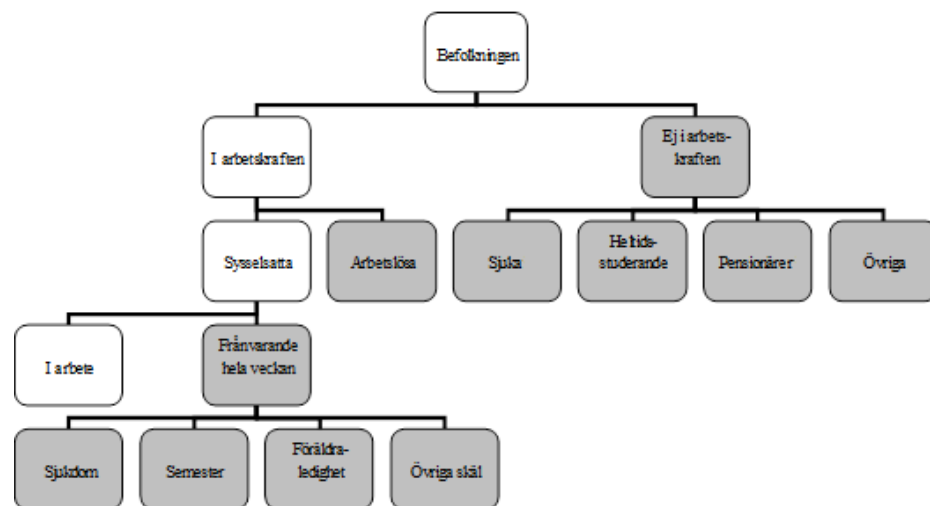 Befolkningen
I arbetskraften
Ej i arbets-
kraften
Sysselsatta
Arbetslösa
Sjuka
Heltids-
studerande
Pensionärer
Övriga
I arbete
Frånvarande
hela veckan
Sjukdom
Semester
Föräldra-
ledighet
Övriga skäl